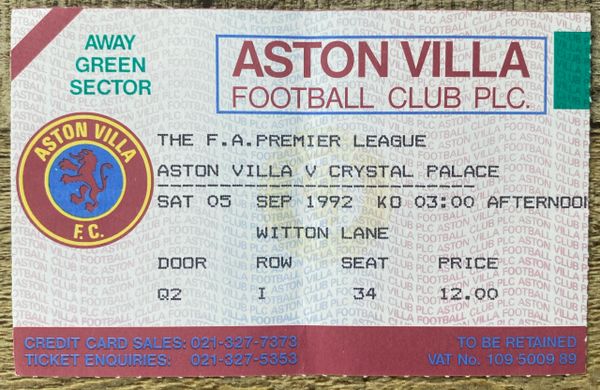 AWAY
GREEN
SECTOR
ASTON VILLA
FOOTBALL CLUB PLC.
ASTON VILLA
F.C.
THE F.A.PREMIER LEAGUE
ASTON VILLA V CRYSTAL PALACE
SAT 05 SEP 1992 KO 03:00 AFTERNOO
WITTON LANE
DOOR ROW SEAT PRICE
Q2 I 34 12.00
CREDIT CARD SALES: 021-327-7373
TICKET ENQUIRIES: 021-327-5353
TO BE RETAINED
VAT No. 109 5009 89